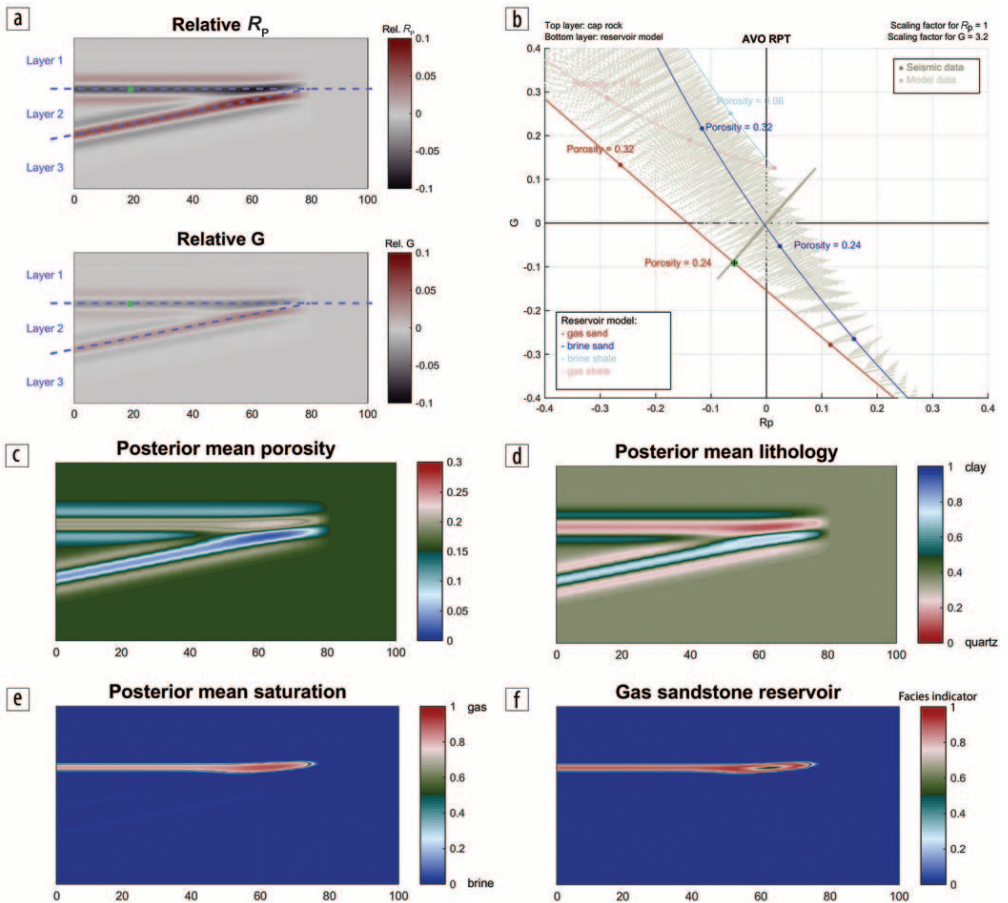 a
Relative Rp
Rel. Rp
Layer 1
Layer 2
Layer 3
0.1
0.05
0
-0.05
-0.1
0 20 40 60 80 100
Relative G
Rel. G
Layer 1
Layer 2
Layer 3
0.1
0.05
0
-0.05
-0.1
0 20 40 60 80 100
b
Top layer: cap rock
Bottom layer: reservoir model
AVO RPT
Scaling factor for Rp = 1
Scaling factor for G = 3.2
Seismic data
Model data
Porosity = 0.08
Porosity = 0.32
Porosity = 0.32
Porosity = 0.24
Porosity = 0.24
Reservoir model:
- gas sand
- brine sand
- brine shale
- gas shale
G
0.4
0.3
0.2
0.1
0
-0.1
-0.2
-0.3
-0.4
-0.4 -0.3 -0.2 -0.1 0 0.1 0.2 0.3 0.4
Rp
c
Posterior mean porosity
0.3
0.25
0.2
0.15
0.1
0.05
0
0 20 40 60 80 100
d
Posterior mean lithology
1 clay
0.8
0.6
0.4
0.2
0 quartz
0 20 40 60 80 100
e
Posterior mean saturation
1 gas
0.8
0.6
0.4
0.2
0 brine
0 20 40 60 80 100
f
Gas sandstone reservoir
Facies indicator
1
0.8
0.6
0.4
0.2
0
0 20 40 60 80 100